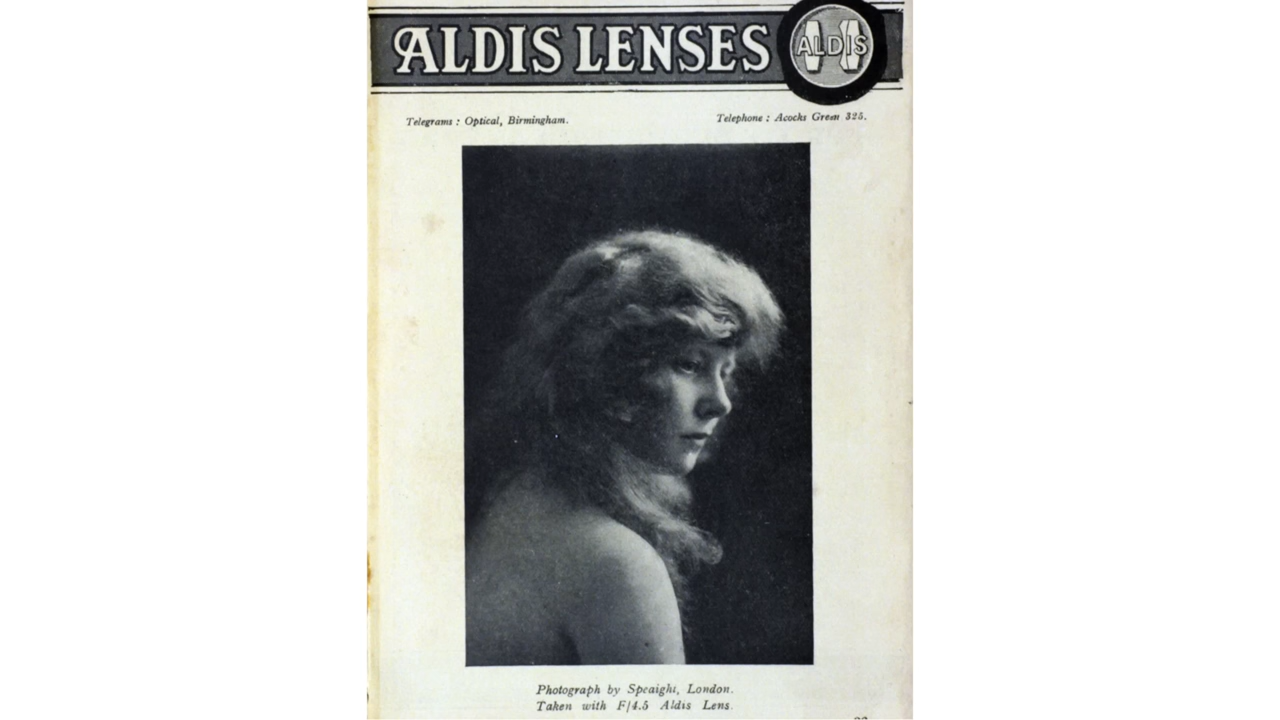 ALDIS LENSES
ALDIS
Telegrams : Optical, Birmingham.
Telephone : Acocks Green 325.
Photograph by Speaight, London.
Taken with F/4.5 Aldis Lens.